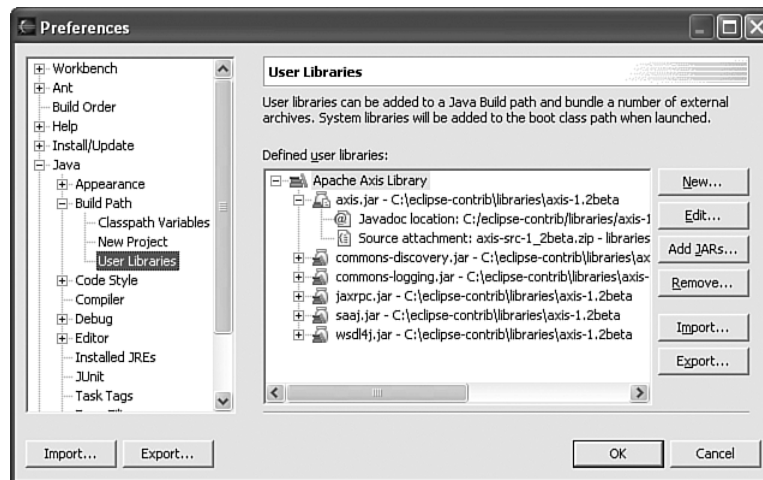 Preferences
Workbench
Ant
Build Order
Help
Install/Update
Java
Appearance
Build Path
Classpath Variables
New Project
User Libraries
Code Style
Compiler
Debug
Editor
Installed JREs
JUnit
Task Tags
User Libraries
User libraries can be added to a Java Build path and bundle a number of external
archives. System libraries will be added to the boot class path when launched.
Defined user libraries:
Apache Axis Library
axis.jar - C:\eclipse-contrib\libraries\axis-1.2beta
Javadoc location: C:/eclipse-contrib/libraries/axis-1
Source attachment: axis-src-1_2beta.zip - libraries
commons-discovery.jar - C:\eclipse-contrib\libraries\ax
commons-logging.jar - C:\eclipse-contrib\libraries\axis-
jaxrpc.jar - C:\eclipse-contrib\libraries\axis-1.2beta
saaj.jar - C:\eclipse-contrib\libraries\axis-1.2beta
wsdl4j.jar - C:\eclipse-contrib\libraries\axis-1.2beta
New...
Edit...
Add JARs...
Remove...
Import...
Export...
Import...
Export...
OK
Cancel